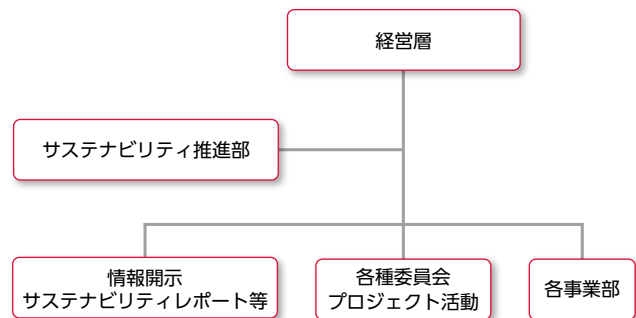 経営層
サステナビリティ推進部
情報開示
サステナビリティレポート等
各種委員会
プロジェクト活動
各事業部